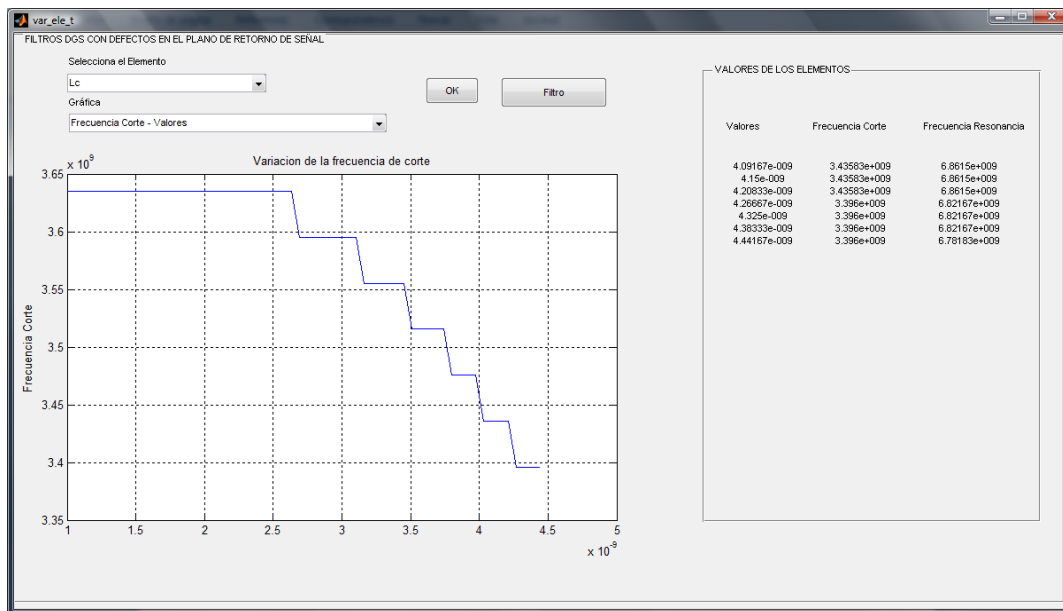 var_ele_t
FILTROS DGS CON DEFECTOS EN EL PLANO DE RETORNO DE SEÑAL
Selecciona el Elemento
Lc
OK
Filtro
Gráfica
Frecuencia Corte - Valores
VALORES DE LOS ELEMENTOS
Valores Frecuencia Corte Frecuencia Resonancia
4.09167e-009 3.43583e+009 6.8615e+009
4.15e-009 3.43583e+009 6.8615e+009
4.20833e-009 3.43583e+009 6.8615e+009
4.26667e-009 3.396e+009 6.82167e+009
4.325e-009 3.396e+009 6.82167e+009
4.38333e-009 3.396e+009 6.82167e+009
4.44167e-009 3.396e+009 6.78183e+009
Variacion de la frecuencia de corte
x 10^9
3.65
3.6
3.55
3.5
3.45
3.4
3.35
Frecuencia Corte
1 1.5 2 2.5 3 3.5 4 4.5 5
x 10^-9